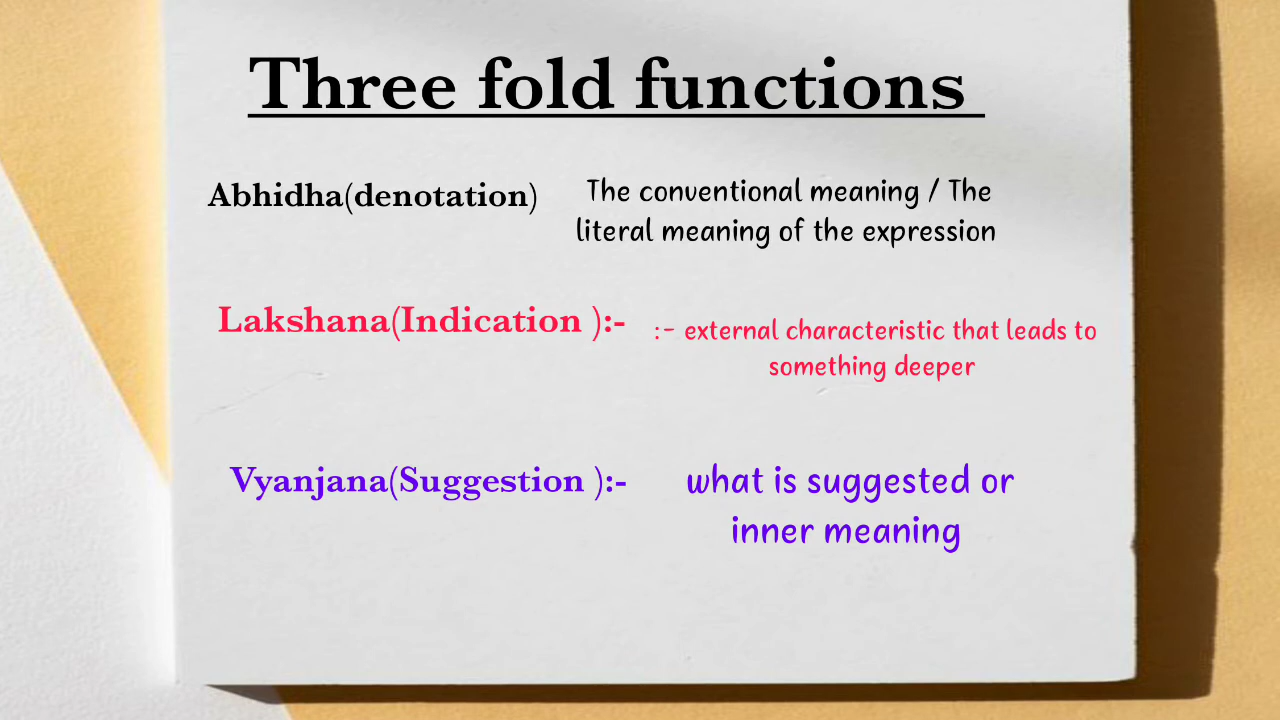 Three fold functions
Abhidha(denotation)
The conventional meaning / The
literal meaning of the expression
Lakshana(Indication ):-
:- external characteristic that leads to
something deeper
Vyanjana(Suggestion ):-
what is suggested or
inner meaning